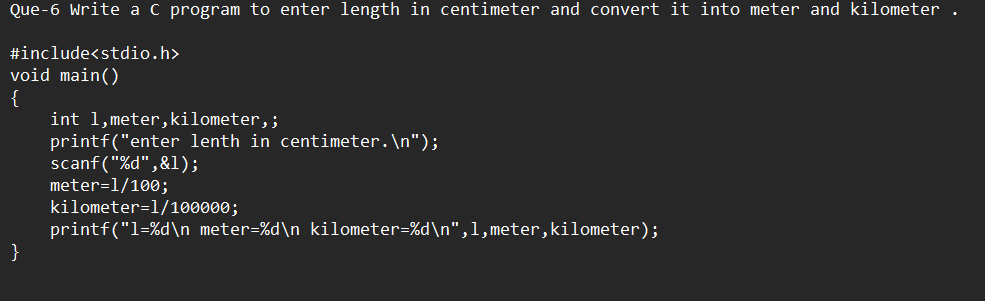 Que-6 Write a C program to enter length in centimeter and convert it into meter and kilometer .
#include<stdio.h>
void main()
{
    int l,meter,kilometer,;
    printf("enter lenth in centimeter.\n");
    scanf("%d",&l);
    meter=l/100;
    kilometer=l/100000;
    printf("l=%d\n meter=%d\n kilometer=%d\n",l,meter,kilometer);
}